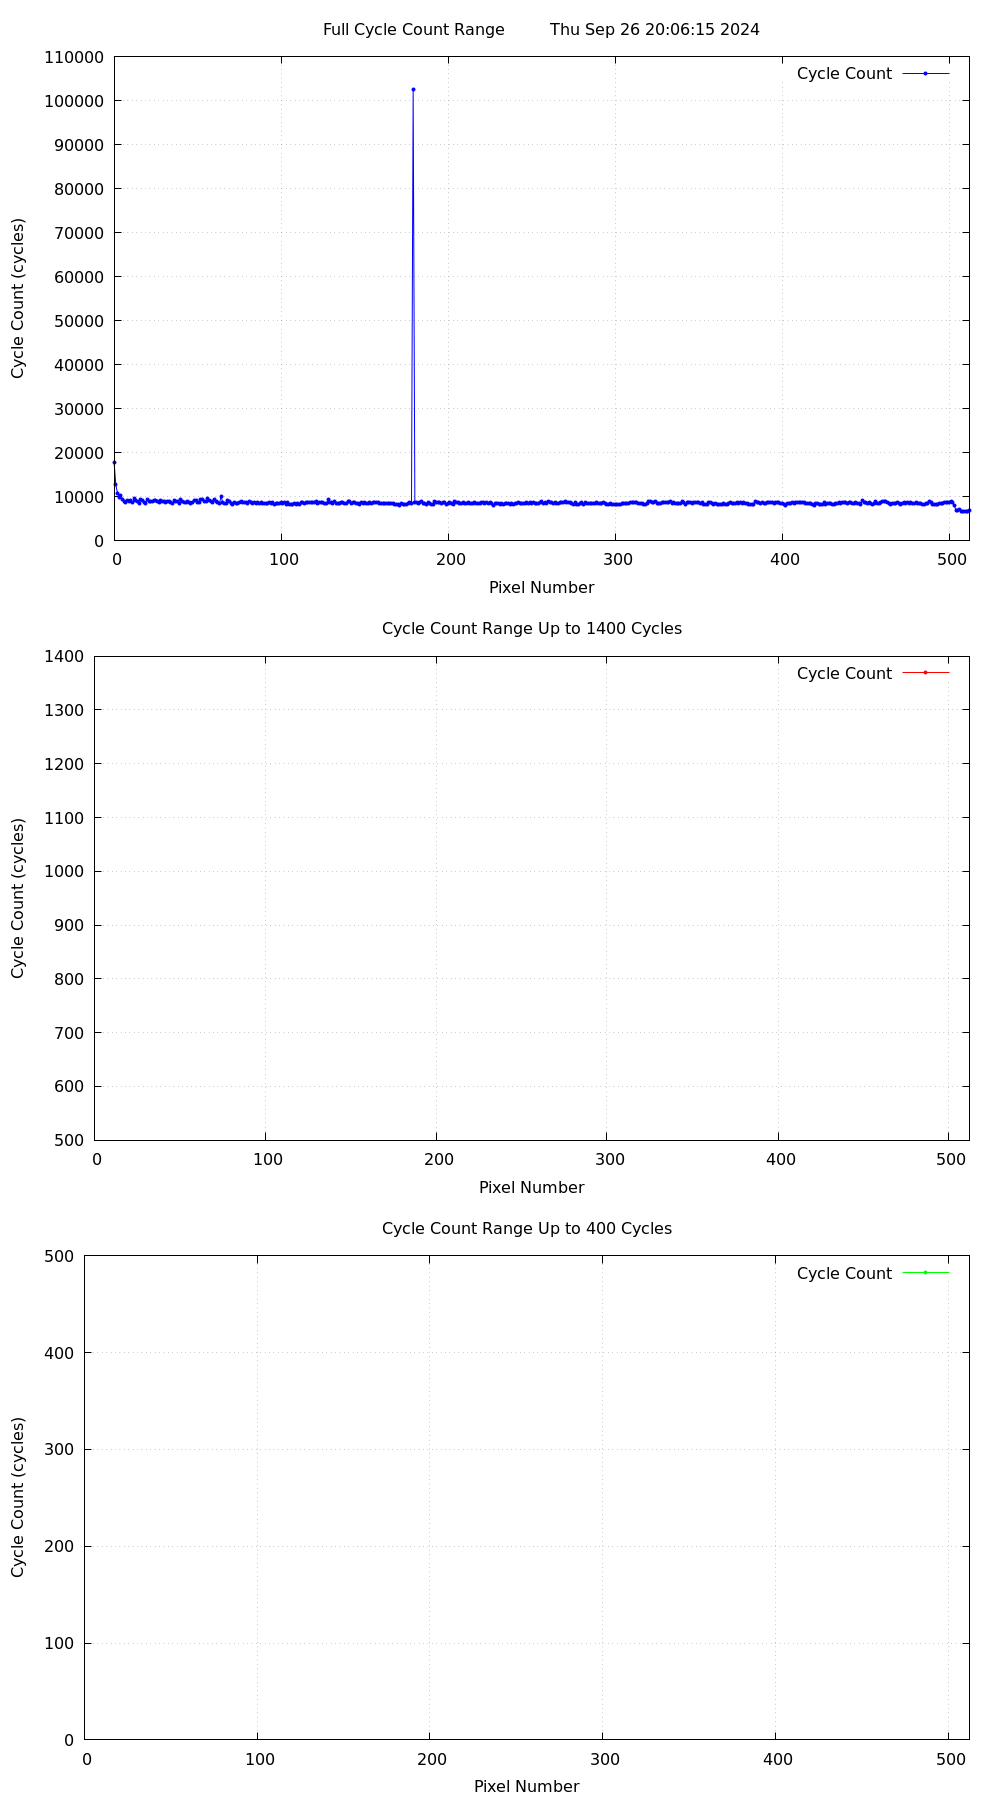 Full Cycle Count Range Thu Sep 26 20:06:15 2024
Cycle Count
110000
100000
90000
80000
70000
60000
50000
40000
30000
20000
10000
0
Cycle Count (cycles)
0 100 200 300 400 500
Pixel Number
Cycle Count Range Up to 1400 Cycles
Cycle Count
1400
1300
1200
1100
1000
900
800
700
600
500
Cycle Count (cycles)
0 100 200 300 400 500
Pixel Number
Cycle Count Range Up to 400 Cycles
Cycle Count
500
400
300
200
100
0
Cycle Count (cycles)
0 100 200 300 400 500
Pixel Number